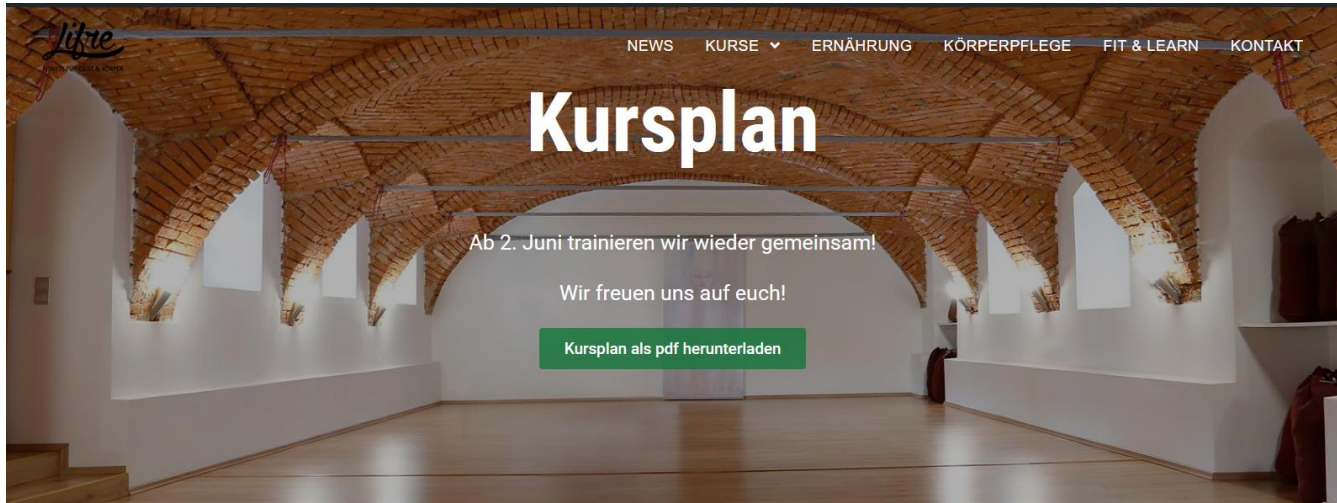 Lifre
NEWS KURSE ERNÄHRUNG KÖRPERPFLEGE FIT & LEARN KONTAKT
Kursplan
Ab 2. Juni trainieren wir wieder gemeinsam!
Wir freuen uns auf euch!
Kursplan als pdf herunterladen